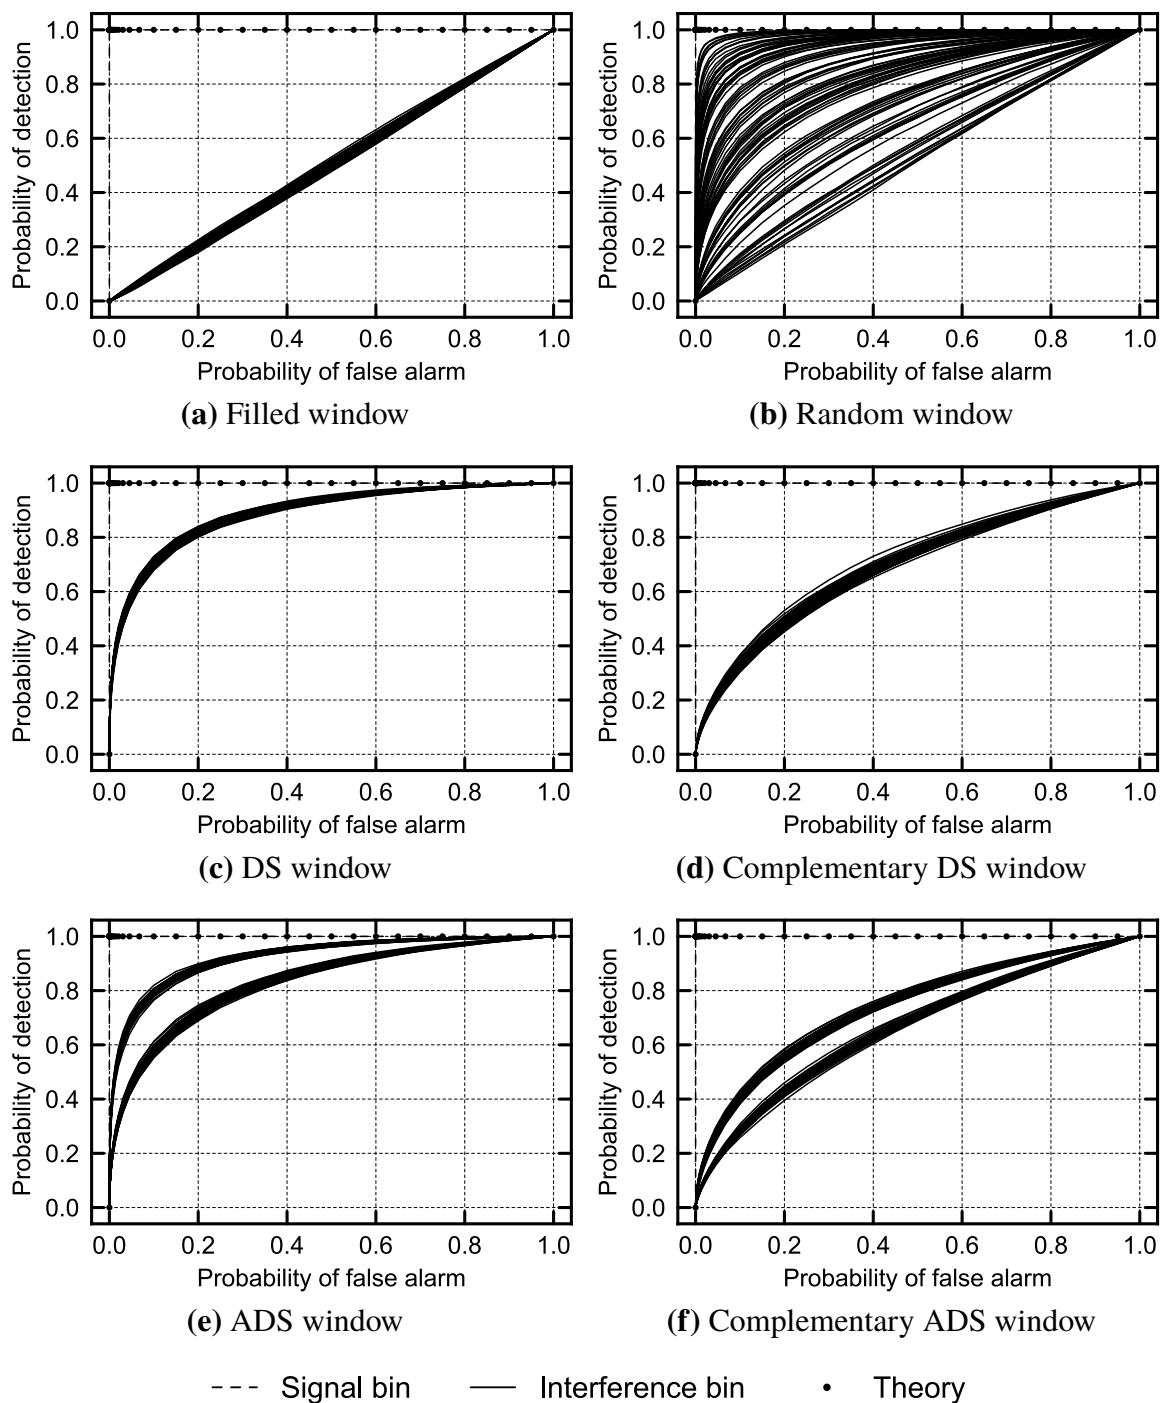 1.0
0.8
0.6
0.4
0.2
0.0
Probability of detection
0.0 0.2 0.4 0.6 0.8 1.0
Probability of false alarm
(a) Filled window
1.0
0.8
0.6
0.4
0.2
0.0
Probability of detection
0.0 0.2 0.4 0.6 0.8 1.0
Probability of false alarm
(b) Random window
1.0
0.8
0.6
0.4
0.2
0.0
Probability of detection
0.0 0.2 0.4 0.6 0.8 1.0
Probability of false alarm
(c) DS window
1.0
0.8
0.6
0.4
0.2
0.0
Probability of detection
0.0 0.2 0.4 0.6 0.8 1.0
Probability of false alarm
(d) Complementary DS window
1.0
0.8
0.6
0.4
0.2
0.0
Probability of detection
0.0 0.2 0.4 0.6 0.8 1.0
Probability of false alarm
(e) ADS window
1.0
0.8
0.6
0.4
0.2
0.0
Probability of detection
0.0 0.2 0.4 0.6 0.8 1.0
Probability of false alarm
(f) Complementary ADS window
Signal bin Interference bin Theory